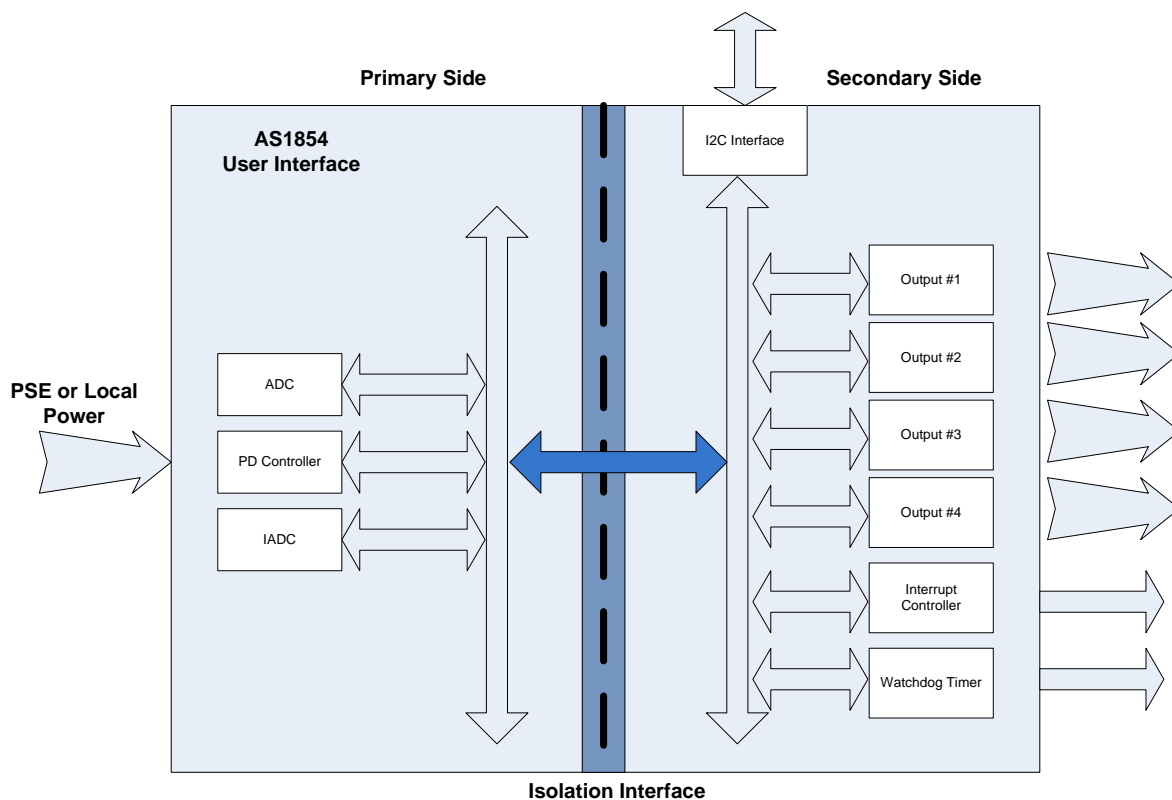 Primary Side
Secondary Side
AS1854
User Interface
I2C Interface
Output #1
Output #2
ADC
PSE or Local
Power
Output #3
PD Controller
Output #4
IADC
Interrupt
Controller
Watchdog Timer
Isolation Interface